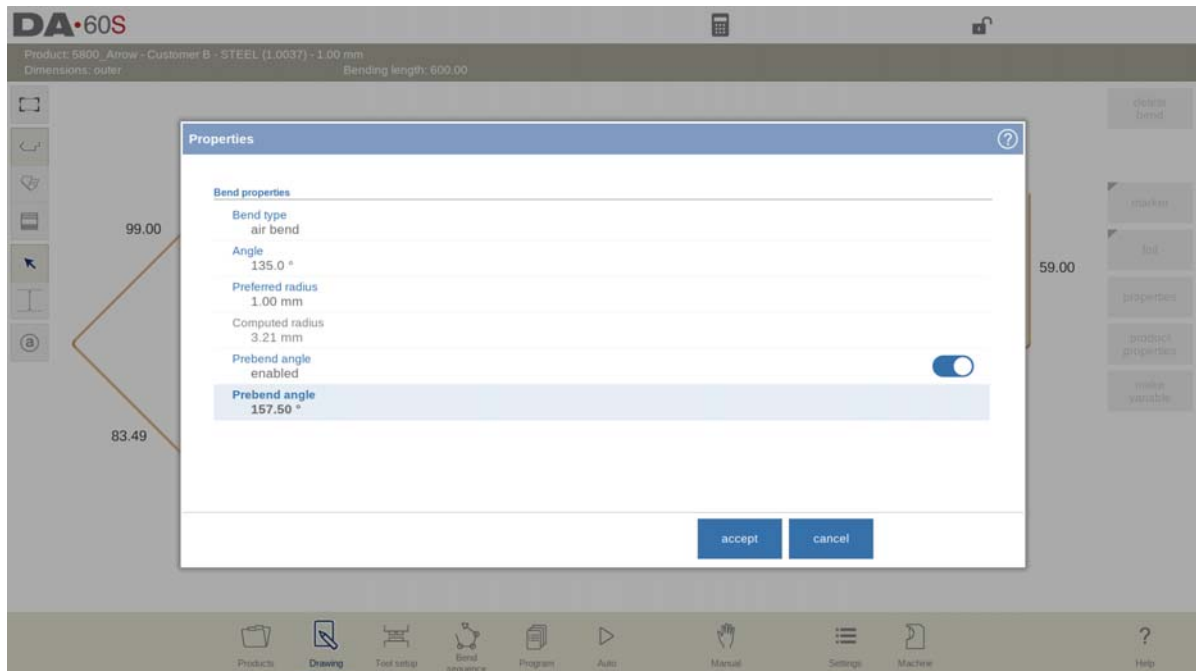 DA•60S
Product: 5800_Arrow - Customer B - STEEL (1.0037) - 1.00 mm
Dimensions: outer Bending length: 600.00
delete
bend
Properties ?
Bend properties
Bend type
air bend
Angle
135.0 °
Preferred radius
1.00 mm
Computed radius
3.21 mm
Prebend angle
enabled
Prebend angle
157.50 °
accept cancel
99.00
83.49
59.00
a
marker
foil
properties
product
properties
make
variable
Products Drawing Tool setup Bend
sequence Program Auto Manual Settings Machine ?
Help